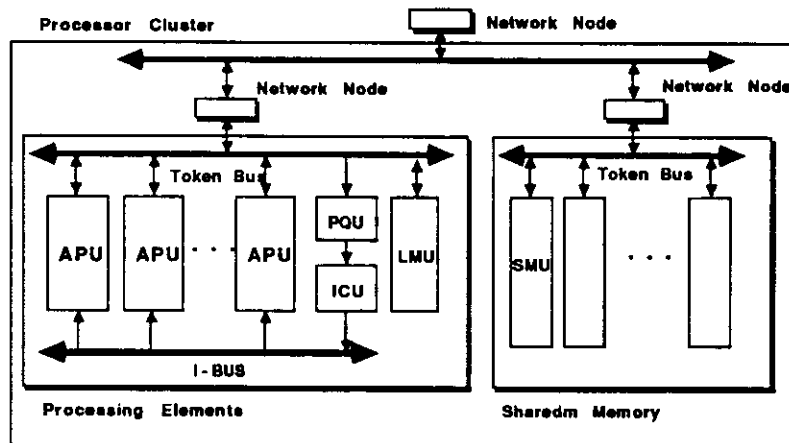 Processor Cluster
Network Node
Network Node
Network Node
Token Bus
Token Bus
APU
APU
. . .
APU
PQU
ICU
LMU
SMU
. . .
I-BUS
Processing Elements
Sharedm Memory